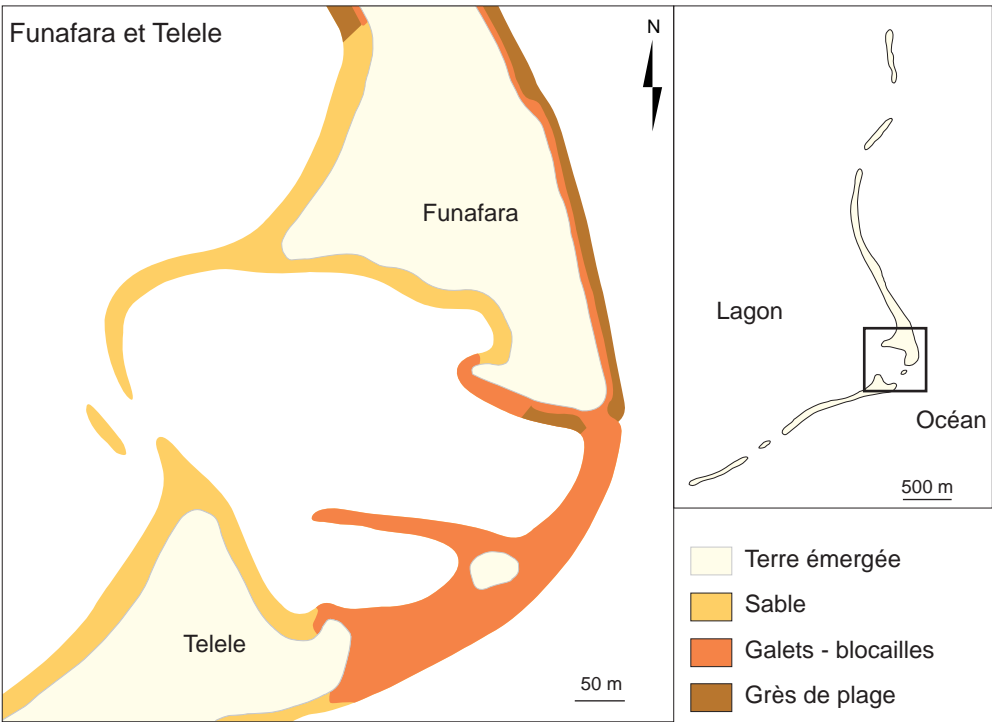 Funafara et Telele
N
Funafara
Telele
50 m
Lagon
Océan
500 m
Terre émergée
Sable
Galets - blocailles
Grès de plage